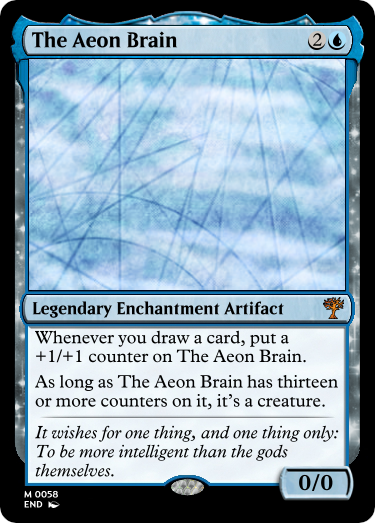 The Aeon Brain 2
Legendary Enchantment Artifact
Whenever you draw a card, put a
+1/+1 counter on The Aeon Brain.
As long as The Aeon Brain has thirteen
or more counters on it, it's a creature.
It wishes for one thing, and one thing only:
To be more intelligent than the gods
themselves.
0/0
M 0058
END